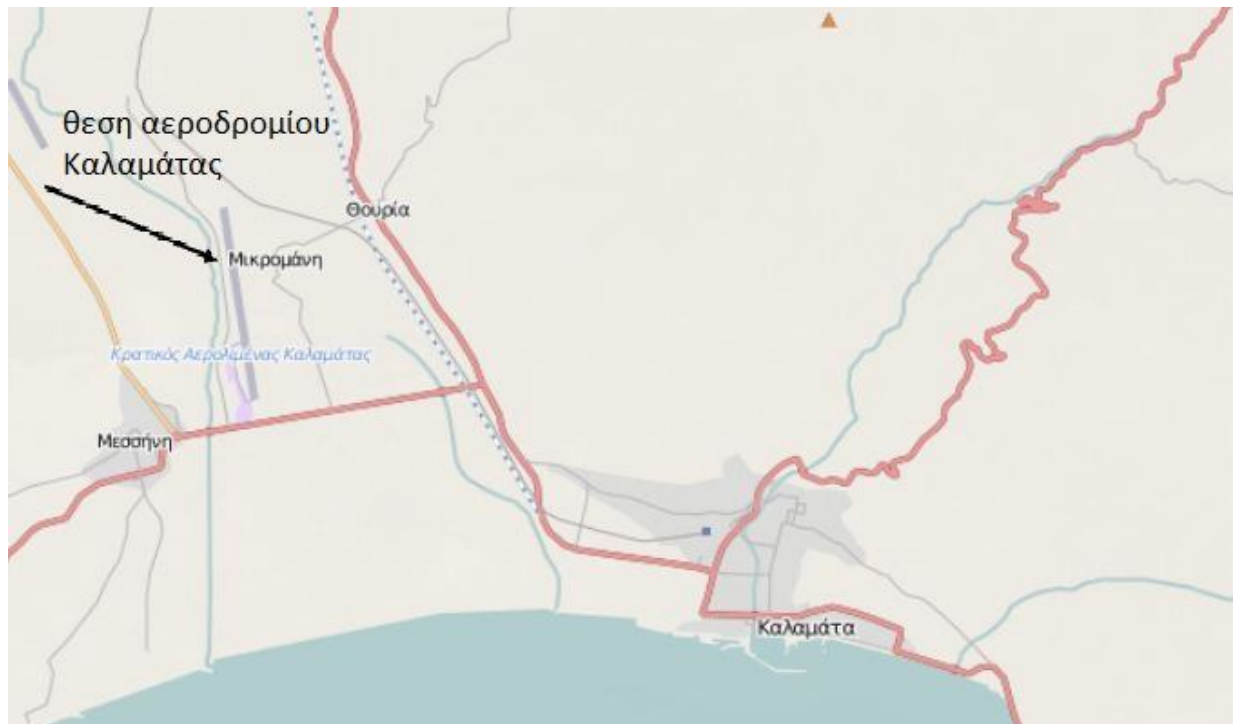 θεση αεροδρομίου
Καλαμάτας
Θουρία
Μικρομάνη
Κρατικός Αερολιμένας Καλαμάτας
Μεσσήνη
Καλαμάτα